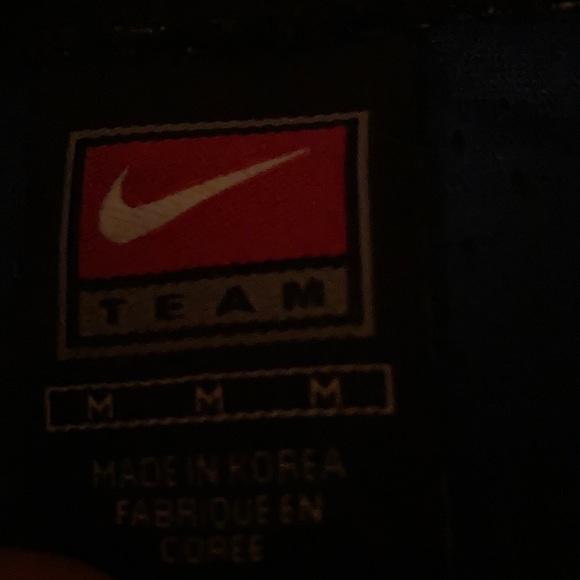 TEAM
M M M
MADE IN KOREA
FABRIQUE EN
COREE